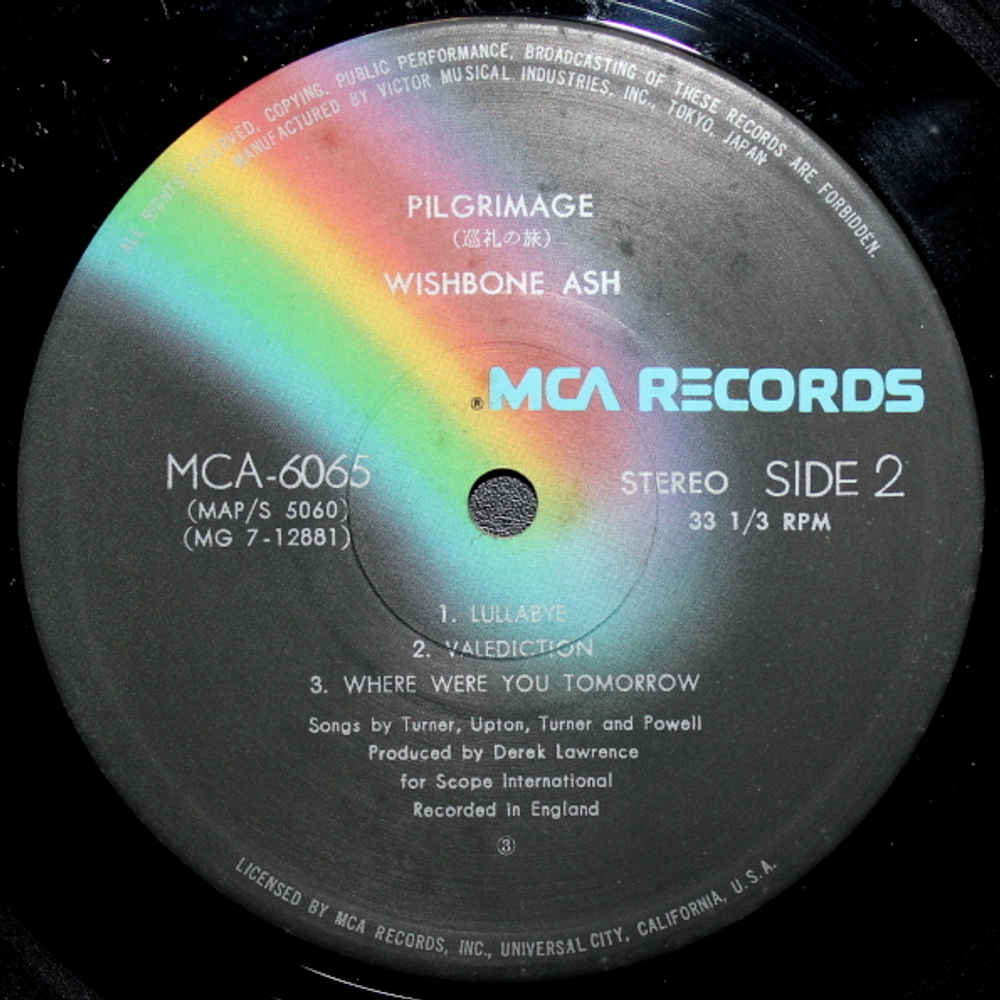 ALL RIGHTS RESERVED. COPYING. PUBLIC PERFORMANCE. BROADCASTING OF THESE RECORDS ARE FORBIDDEN.
MANUFACTURED BY VICTOR MUSICAL INDUSTRIES, INC., TOKYO. JAPAN
PILGRIMAGE
(巡礼の旅)
WISHBONE ASH
® MCA RECORDS
MCA-6065
(MAP/S 5060)
(MG 7-12881)
STEREO SIDE 2
33 1/3 RPM
1. LULLABYE
2. VALEDICTION
3. WHERE WERE YOU TOMORROW
Songs by Turner, Upton, Turner and Powell
Produced by Derek Lawrence
for Scope International
Recorded in England
③
LICENSED BY MCA RECORDS, INC., UNIVERSAL CITY, CALIFORNIA, U.S.A.